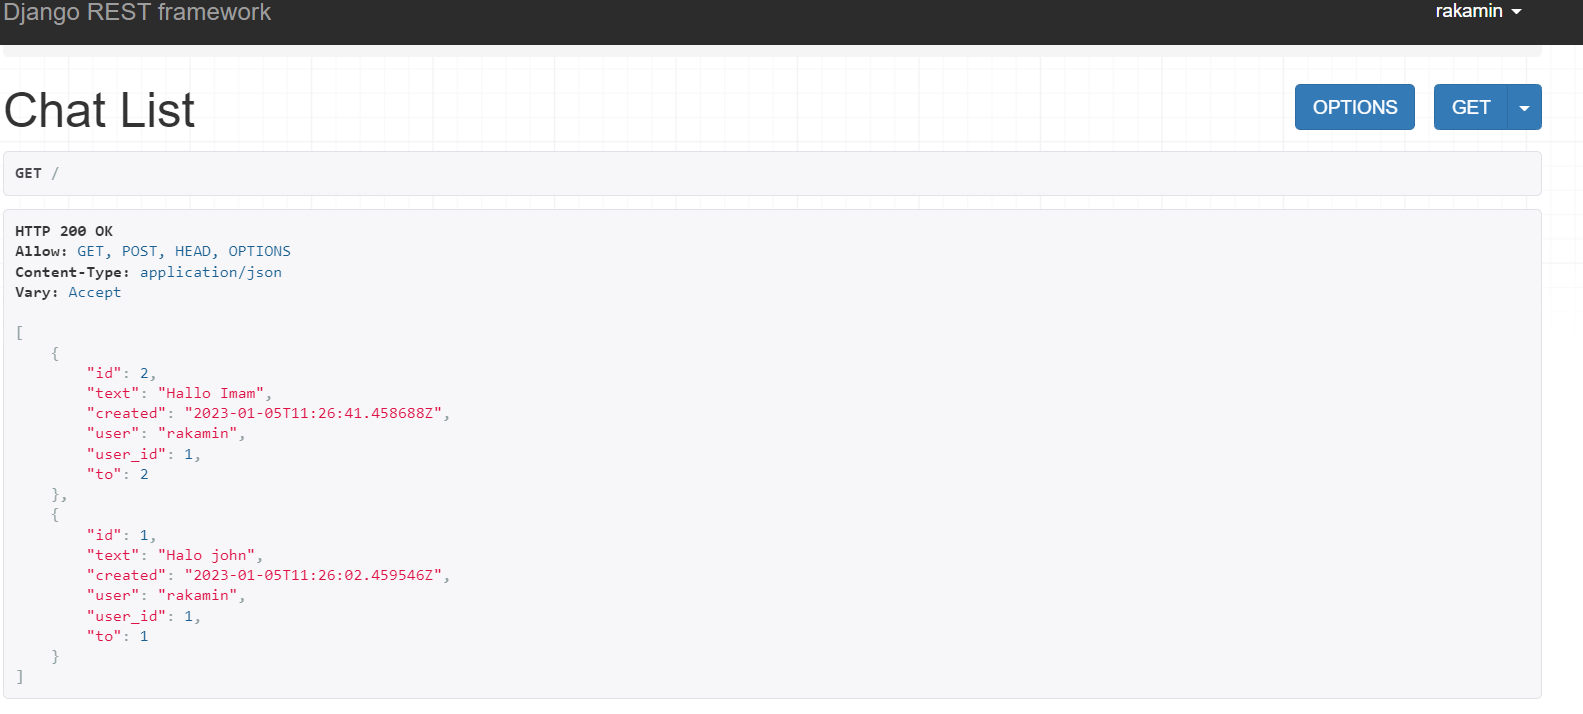 Django REST framework
rakamin
Chat List
OPTIONS
GET
GET /
HTTP 200 OK
Allow: GET, POST, HEAD, OPTIONS
Content-Type: application/json
Vary: Accept
[
    {
        "id": 2,
        "text": "Hallo Imam",
        "created": "2023-01-05T11:26:41.458688Z",
        "user": "rakamin",
        "user_id": 1,
        "to": 2
    },
    {
        "id": 1,
        "text": "Halo john",
        "created": "2023-01-05T11:26:02.459546Z",
        "user": "rakamin",
        "user_id": 1,
        "to": 1
    }
]